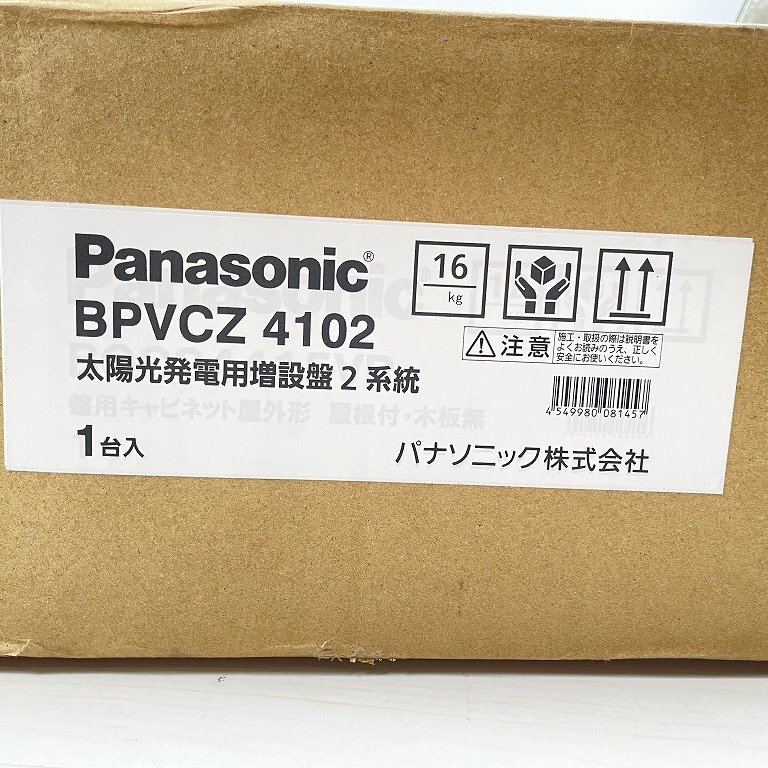 Panasonic®
BPVCZ 4102
太陽光発電用増設盤2系統
盤用キャビネット屋外形 屋根付・木板無
1台入
16
kg
注意
施工・取扱の際は説明書を
よくお読みのうえ、正しく
安全にお使いください。
4 549980 081457
パナソニック株式会社